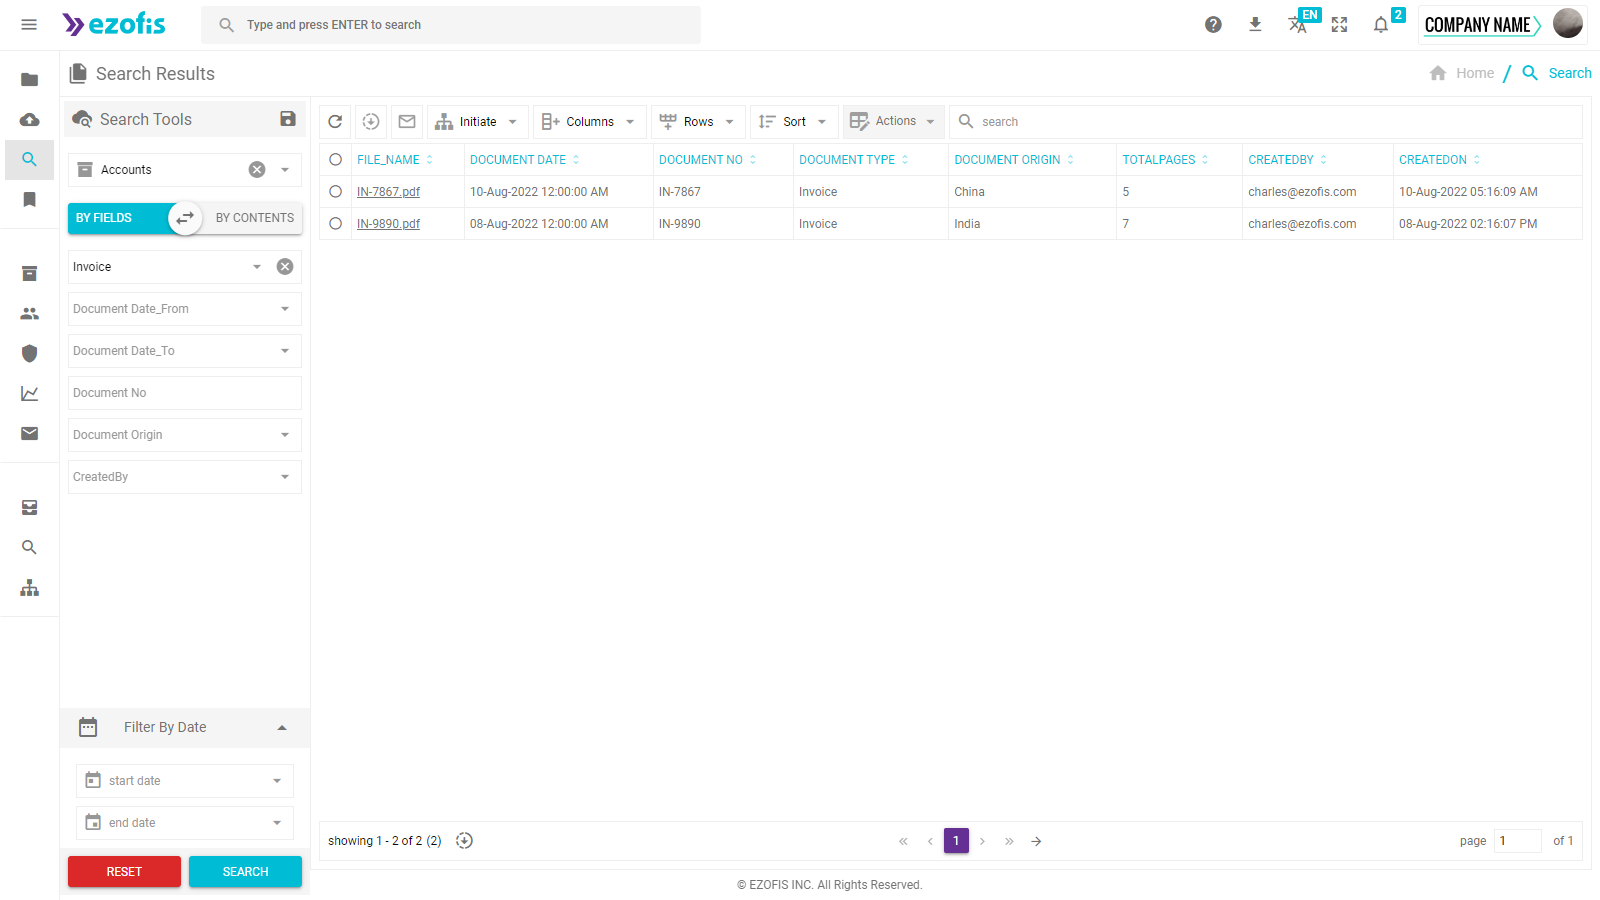 ezofis
Type and press ENTER to search
EN
2
COMPANY NAME
Search Results
Home / Search
Search Tools
Accounts
BY FIELDS
BY CONTENTS
Invoice
Document Date_From
Document Date_To
Document No
Document Origin
CreatedBy
Filter By Date
start date
end date
RESET
SEARCH
Initiate
Columns
Rows
Sort
Actions
search
FILE_NAME DOCUMENT DATE DOCUMENT NO DOCUMENT TYPE DOCUMENT ORIGIN TOTALPAGES CREATEDBY CREATEDON
IN-7867.pdf 10-Aug-2022 12:00:00 AM IN-7867 Invoice China 5 charles@ezofis.com 10-Aug-2022 05:16:09 AM
IN-9890.pdf 08-Aug-2022 12:00:00 AM IN-9890 Invoice India 7 charles@ezofis.com 08-Aug-2022 02:16:07 PM
showing 1 - 2 of 2 (2)
1
page 1 of 1
© EZOFIS INC. All Rights Reserved.